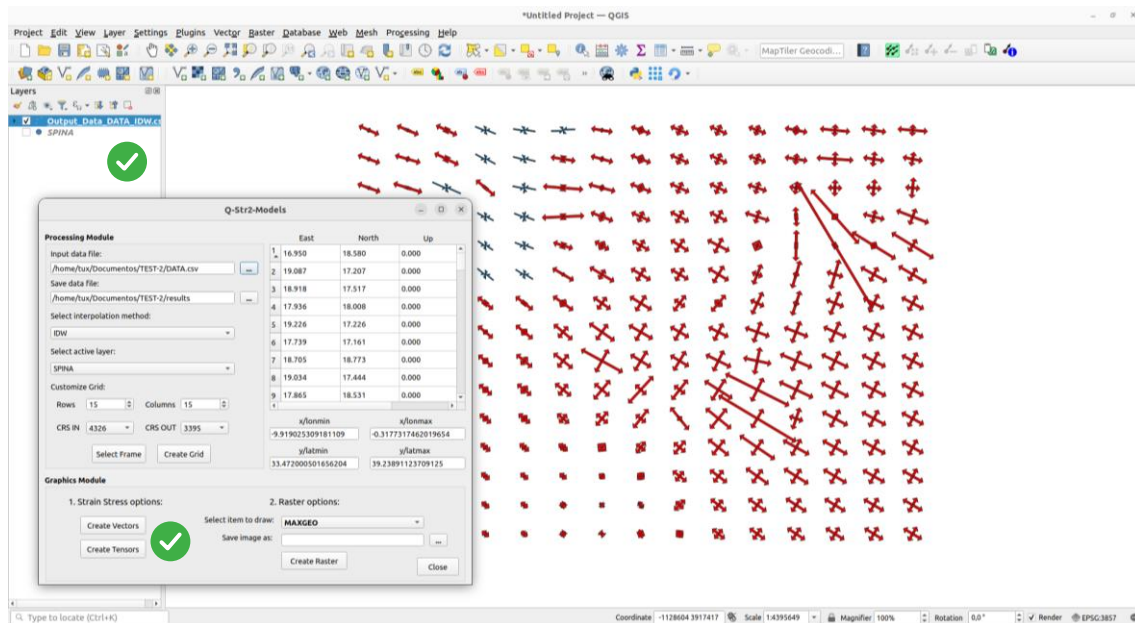 *Untitled Project — QGIS
Project Edit View Layer Settings Plugins Vector Raster Database Web Mesh Processing Help
MapTiler Geocodi...
Layers
Output_Data_DATA_IDW.cs
SPINA
Q-Str2-Models
Processing Module
Input data file:
/home/tux/Documentos/TEST-2/DATA.csv
...
Save data file:
/home/tux/Documentos/TEST-2/results
...
Select interpolation method:
IDW
Select active layer:
SPINA
Customize Grid:
Rows 15 Columns 15
CRS IN 4326 CRS OUT 3395
Select Frame Create Grid
East North Up
1 16.950 18.580 0.000
2 19.087 17.207 0.000
3 18.918 17.517 0.000
4 17.936 18.008 0.000
5 19.226 17.226 0.000
6 17.739 17.161 0.000
7 18.705 18.773 0.000
8 19.034 17.444 0.000
9 17.865 18.531 0.000
x/lonmin x/lonmax
-9.919025309181109 -0.3177317462019654
y/latmin y/latmax
33.472000501656204 39.23891123709125
Graphics Module
1. Strain Stress options:
Create Vectors
Create Tensors
2. Raster options:
Select item to draw: MAXGEO
Save image as: ...
Create Raster
Close
Type to locate (Ctrl+K)
Coordinate -1128604 3917417 Scale 1:4395649 Magnifier 100% Rotation 0,0° Render EPSG:3857